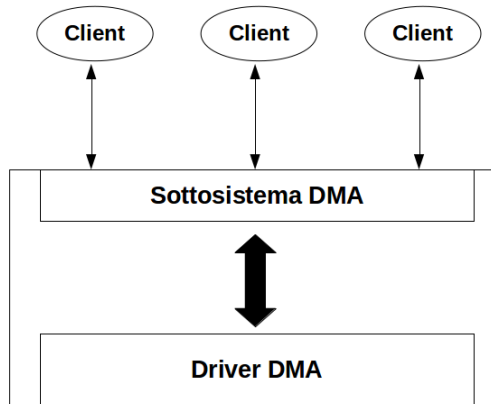 Client
Client
Client
Sottosistema DMA
Driver DMA